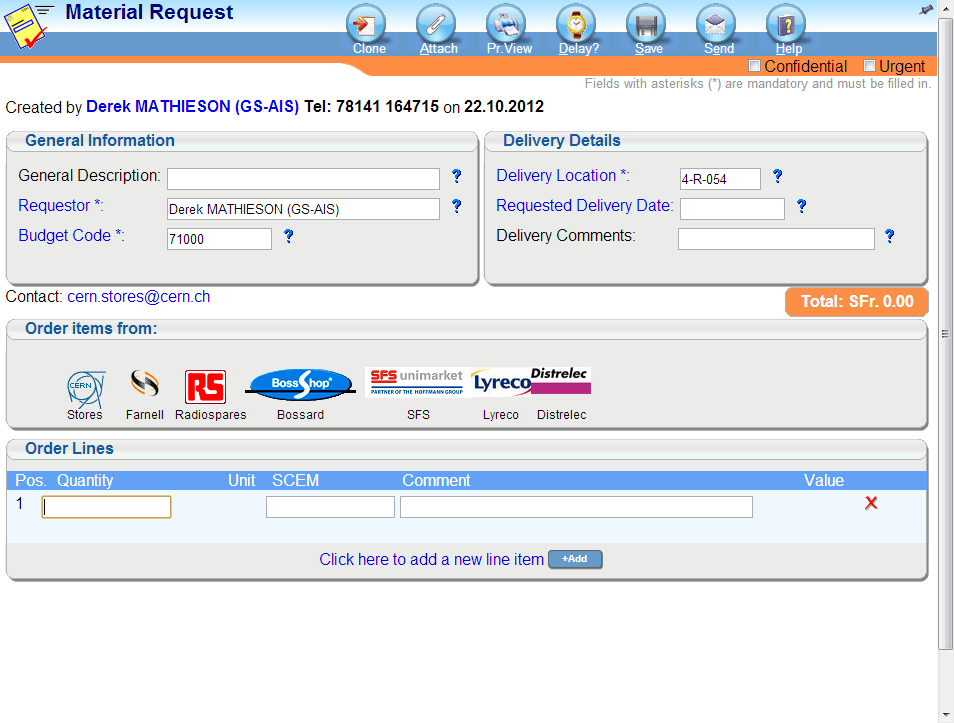 Material Request
Clone Attach Pr.View Delay? Save Send Help
Confidential Urgent
Fields with asterisks (*) are mandatory and must be filled in.
Created by Derek MATHIESON (GS-AIS) Tel: 78141 164715 on 22.10.2012
General Information
General Description: ?
Requestor *: Derek MATHIESON (GS-AIS) ?
Budget Code *: 71000 ?
Delivery Details
Delivery Location *: 4-R-054 ?
Requested Delivery Date: ?
Delivery Comments: ?
Contact: cern.stores@cern.ch
Total: SFr. 0.00
Order items from:
CERN RS BossShop® SFS unimarket Lyreco Distrelec
PARTNER OF THE HOFFMANN GROUP
Stores Farnell Radiospares Bossard SFS Lyreco Distrelec
Order Lines
Pos. Quantity Unit SCEM Comment Value
1
Click here to add a new line item +Add